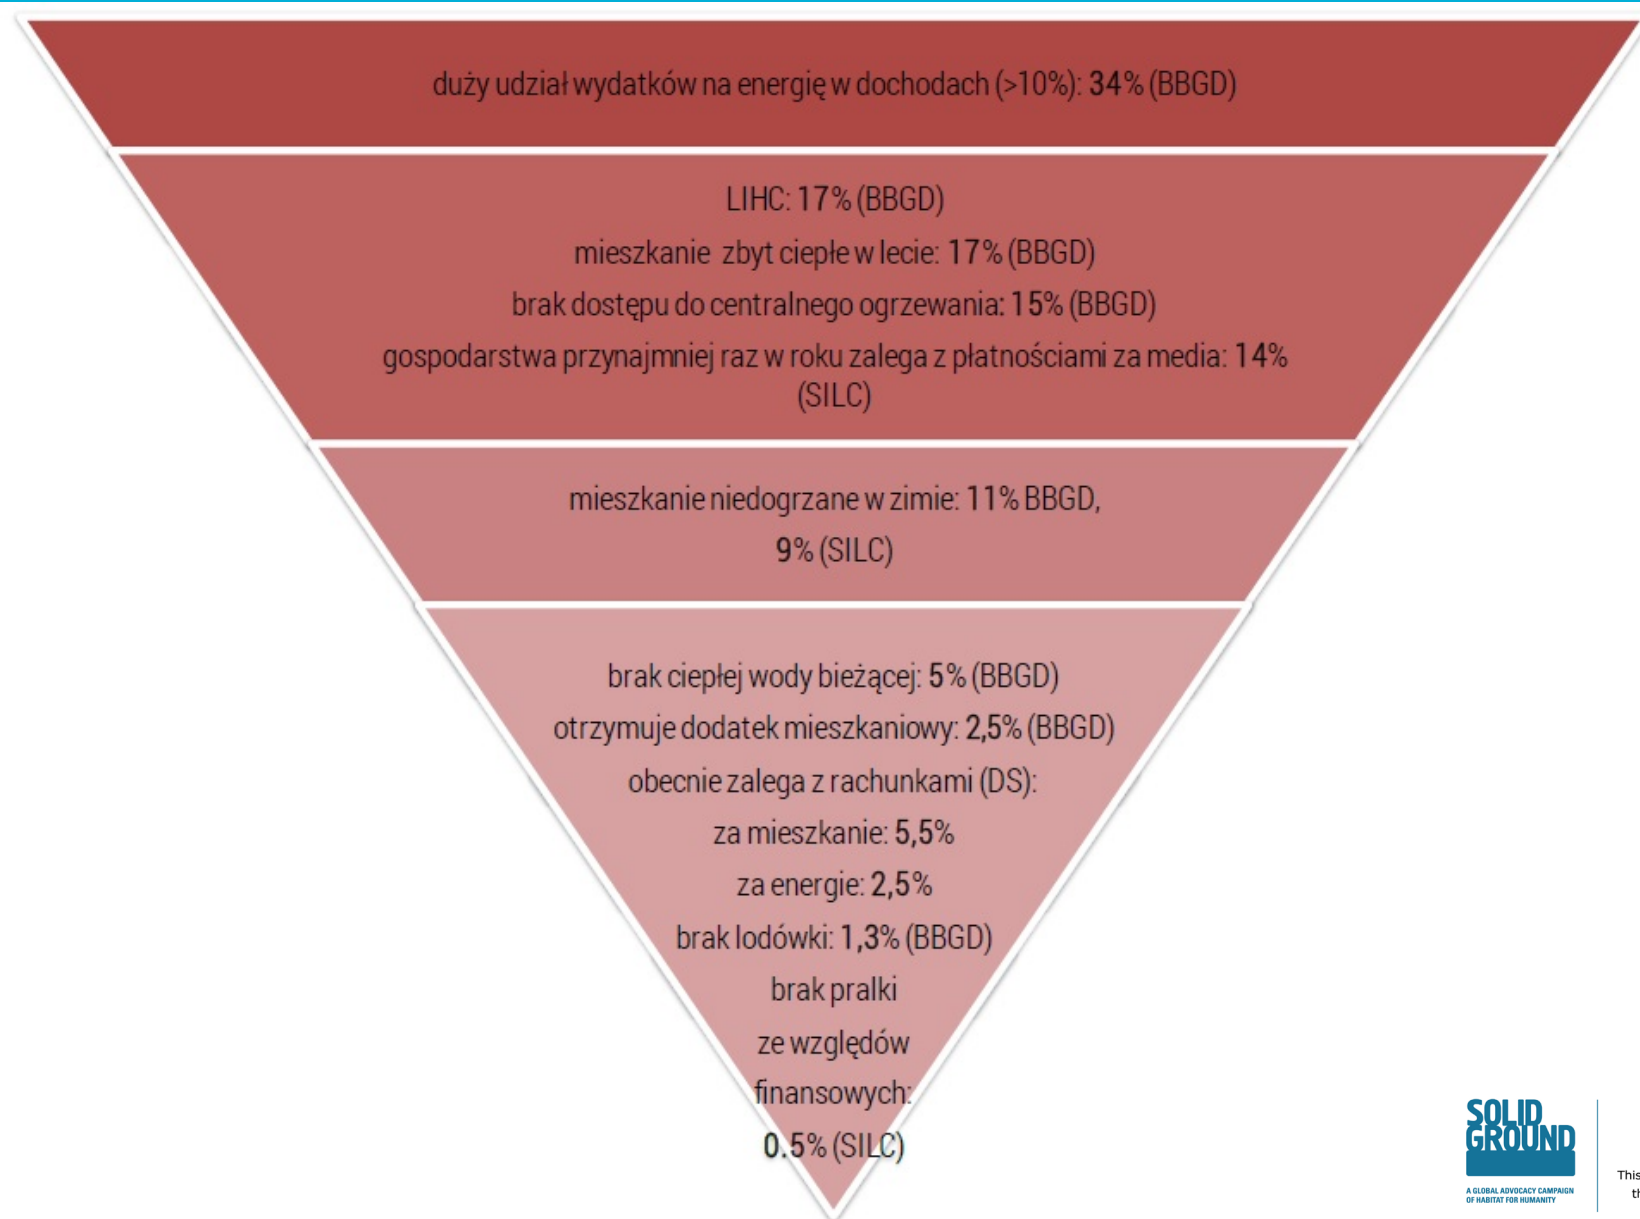 duży udział wydatków na energię w dochodach (>10%): 34% (BBGD)
LIHC: 17% (BBGD)
mieszkanie zbyt ciepłe w lecie: 17% (BBGD)
brak dostępu do centralnego ogrzewania: 15% (BBGD)
gospodarstwa przynajmniej raz w roku zalega z płatnościami za media: 14%
(SILC)
mieszkanie niedogrzane w zimie: 11% BBGD,
9% (SILC)
brak ciepłej wody bieżącej: 5% (BBGD)
otrzymuje dodatek mieszkaniowy: 2,5% (BBGD)
obecnie zalega z rachunkami (DS):
za mieszkanie: 5,5%
za energie: 2,5%
brak lodówki: 1,3% (BBGD)
brak pralki
ze względów
finansowych:
0.5% (SILC)
SOLID
GROUND
A GLOBAL ADVOCACY CAMPAIGN
OF HABITAT FOR HUMANITY
This